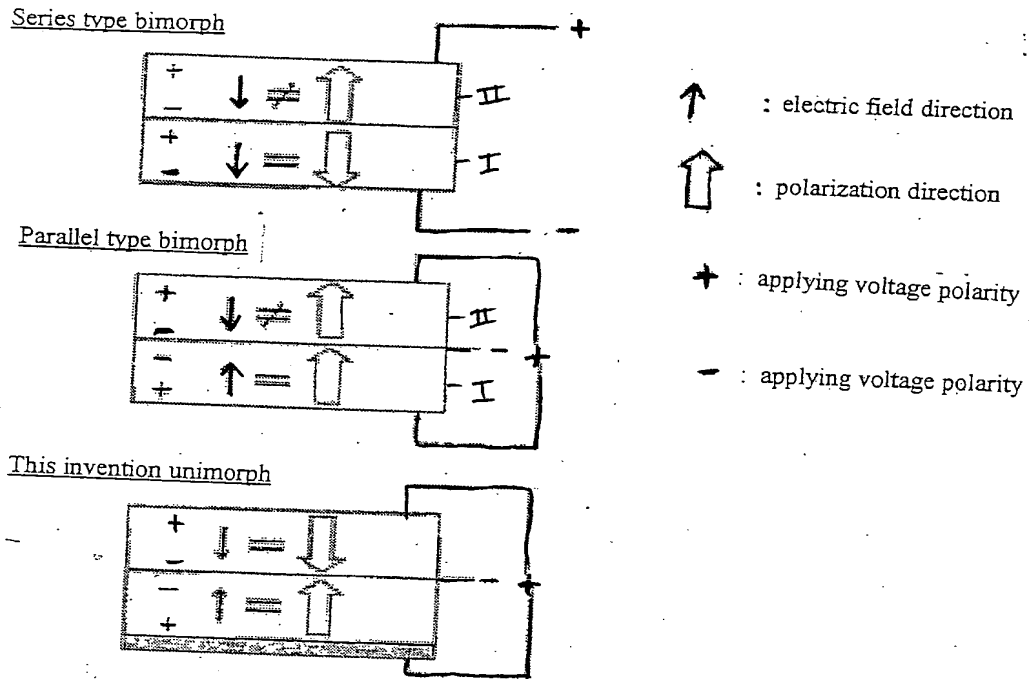 Series type bimorph
+
+
−
≠
II
+
−
=
I
−
Parallel type bimorph
+
−
≠
II
−
+
−
+
=
I
This invention unimorph
+
−
=
−
+
−
+
=
: electric field direction
: polarization direction
+ : applying voltage polarity
− : applying voltage polarity